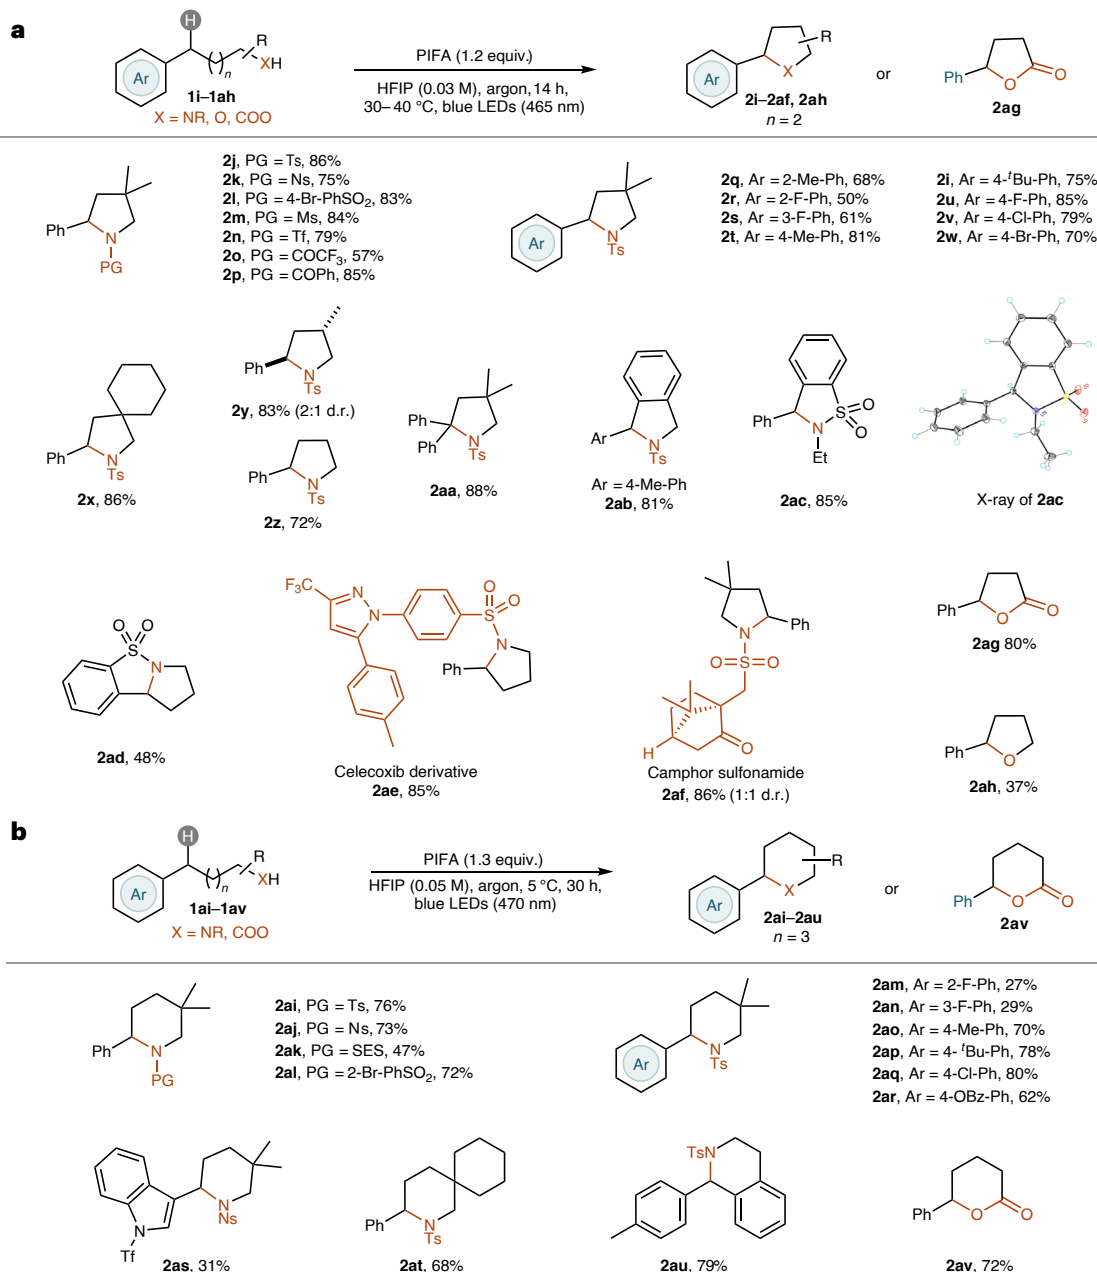 a
H
R
XH
n
Ar
1i–1ah
X = NR, O, COO
PIFA (1.2 equiv.)
HFIP (0.03 M), argon, 14 h,
30–40 °C, blue LEDs (465 nm)
R
X
Ar
2i–2af, 2ah
n = 2
or
Ph
O
O
2ag
Ph
N
PG
2j, PG = Ts, 86%
2k, PG = Ns, 75%
2l, PG = 4-Br-PhSO2, 83%
2m, PG = Ms, 84%
2n, PG = Tf, 79%
2o, PG = COCF3, 57%
2p, PG = COPh, 85%
Ar
N
Ts
2q, Ar = 2-Me-Ph, 68%
2r, Ar = 2-F-Ph, 50%
2s, Ar = 3-F-Ph, 61%
2t, Ar = 4-Me-Ph, 81%
2i, Ar = 4-tBu-Ph, 75%
2u, Ar = 4-F-Ph, 85%
2v, Ar = 4-Cl-Ph, 79%
2w, Ar = 4-Br-Ph, 70%
Ph
N
Ts
2x, 86%
Ph
N
Ts
2y, 83% (2:1 d.r.)
Ph
N
Ts
2z, 72%
Ph
Ph
N
Ts
2aa, 88%
Ar
N
Ts
Ar = 4-Me-Ph
2ab, 81%
Ph
S
O
O
N
Et
2ac, 85%
X-ray of 2ac
O
O
S
N
2ad, 48%
F3C
N
N
S
O
O
N
Ph
Celecoxib derivative
2ae, 85%
N
Ph
O=S=O
H
O
Camphor sulfonamide
2af, 86% (1:1 d.r.)
Ph
O
O
2ag 80%
Ph
O
2ah, 37%
b
H
R
XH
n
Ar
1ai–1av
X = NR, COO
PIFA (1.3 equiv.)
HFIP (0.05 M), argon, 5 °C, 30 h,
blue LEDs (470 nm)
R
X
Ar
2ai–2au
n = 3
or
Ph
O
O
2av
Ph
N
PG
2ai, PG = Ts, 76%
2aj, PG = Ns, 73%
2ak, PG = SES, 47%
2al, PG = 2-Br-PhSO2, 72%
Ar
N
Ts
2am, Ar = 2-F-Ph, 27%
2an, Ar = 3-F-Ph, 29%
2ao, Ar = 4-Me-Ph, 70%
2ap, Ar = 4- tBu-Ph, 78%
2aq, Ar = 4-Cl-Ph, 80%
2ar, Ar = 4-OBz-Ph, 62%
N
Tf
N
Ns
2as, 31%
Ph
N
Ts
2at, 68%
TsN
2au, 79%
Ph
O
O
2av, 72%